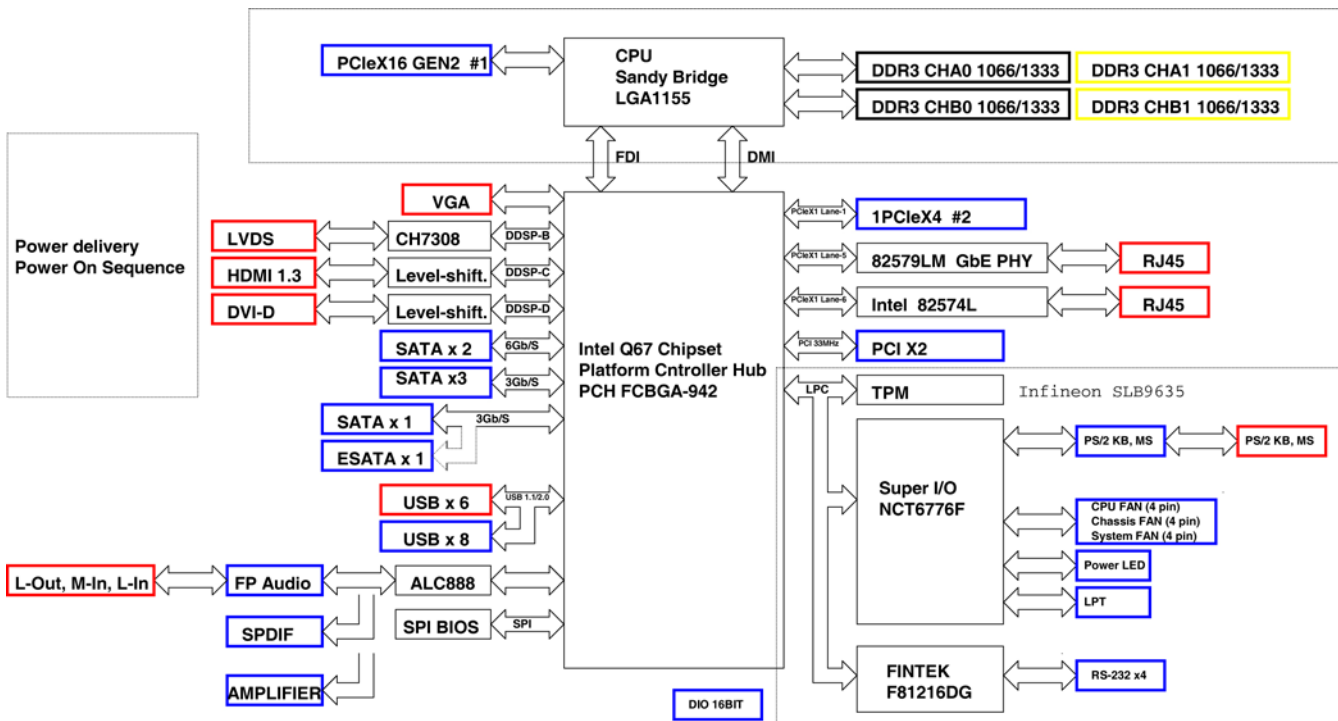 PCIeX16 GEN2 #1
CPU
Sandy Bridge
LGA1155
DDR3 CHA0 1066/1333
DDR3 CHA1 1066/1333
DDR3 CHB0 1066/1333
DDR3 CHB1 1066/1333
FDI
DMI
Power delivery
Power On Sequence
VGA
LVDS
CH7308
DDSP-B
HDMI 1.3
Level-shift.
DDSP-C
DVI-D
Level-shift.
DDSP-D
SATA x 2
6Gb/S
SATA x3
3Gb/S
SATA x 1
3Gb/S
ESATA x 1
USB x 6
USB 1.1/2.0
USB x 8
L-Out, M-In, L-In
FP Audio
ALC888
SPDIF
SPI BIOS
SPI
AMPLIFIER
Intel Q67 Chipset
Platform Cntroller Hub
PCH FCBGA-942
PCIeX1 Lane-1
1PCIeX4 #2
PCIeX1 Lane-5
82579LM GbE PHY
RJ45
PCIeX1 Lane-6
Intel 82574L
RJ45
PCI 33MHz
PCI X2
LPC
TPM
Infineon SLB9635
Super I/O
NCT6776F
PS/2 KB, MS
PS/2 KB, MS
CPU FAN (4 pin)
Chassis FAN (4 pin)
System FAN (4 pin)
Power LED
LPT
FINTEK
F81216DG
RS-232 x4
DIO 16BIT